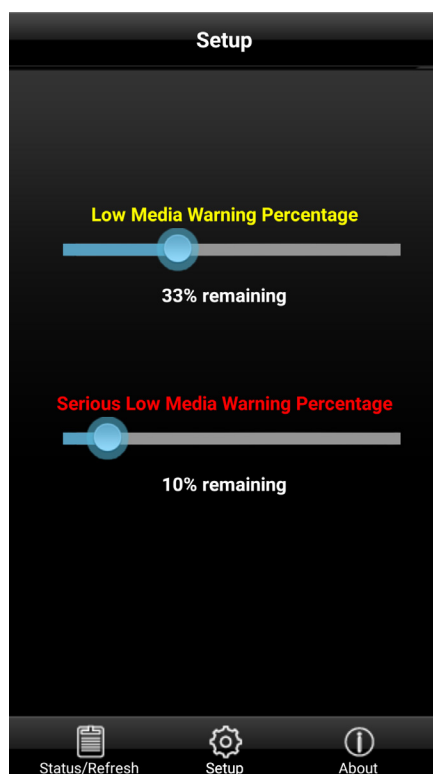 Setup
Low Media Warning Percentage
33% remaining
Serious Low Media Warning Percentage
10% remaining
Status/Refresh
Setup
About